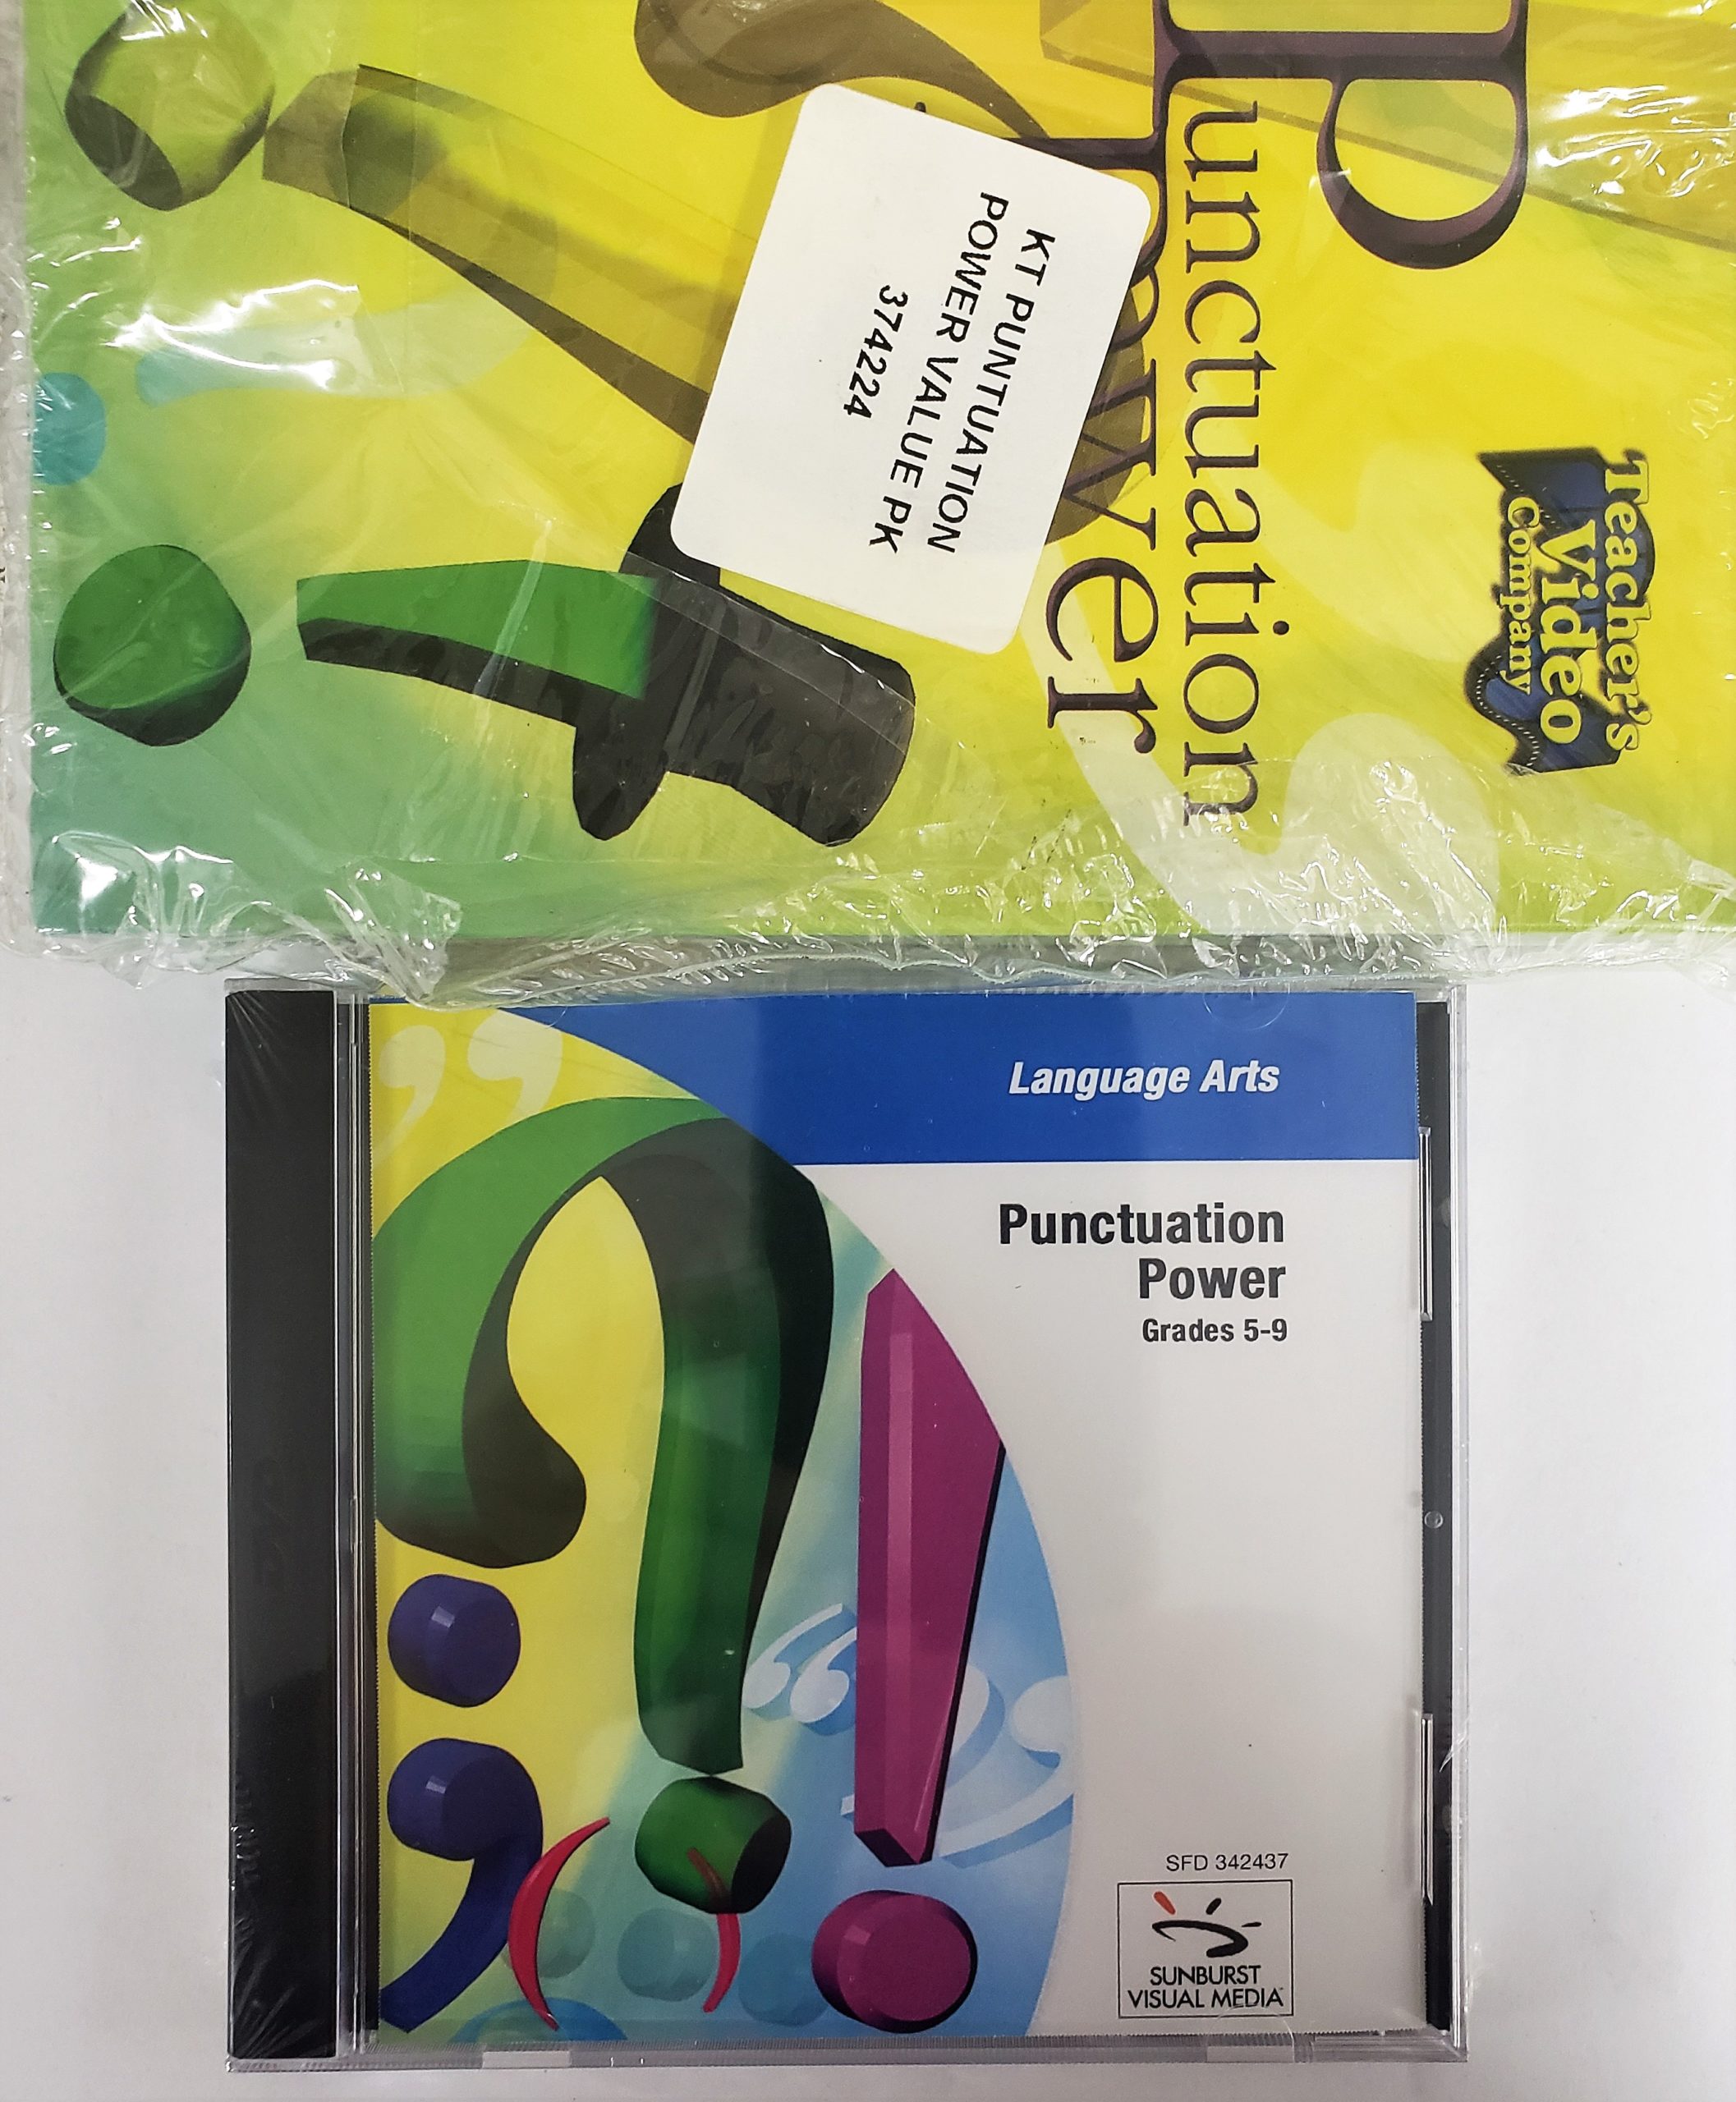 Teacher's
Video
Company
Punctuation
Power
KT PUNTUATION
POWER VALUE PK
374224
Language Arts
Punctuation
Power
Grades 5-9
SFD 342437
SUNBURST
VISUAL MEDIA